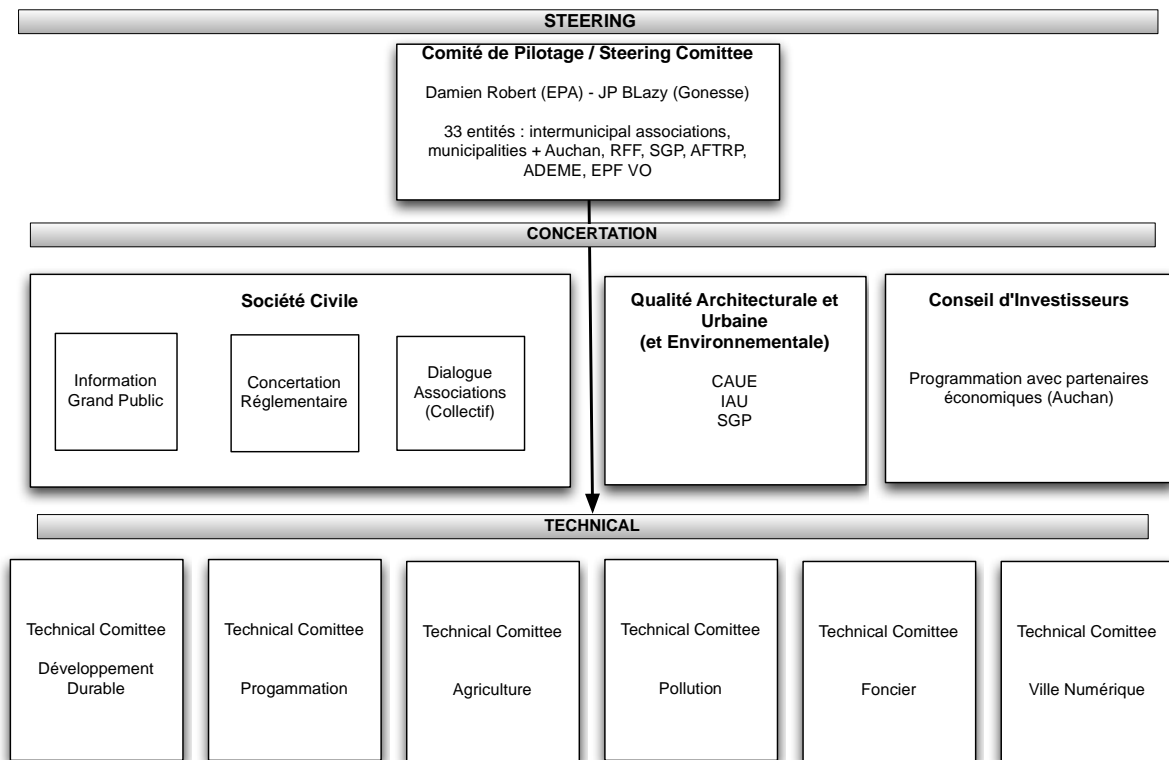 STEERING
Comité de Pilotage / Steering Comittee
Damien Robert (EPA) - JP BLazy (Gonesse)
33 entités : intermunicipal associations,
municipalities + Auchan, RFF, SGP, AFTRP,
ADEME, EPF VO
CONCERTATION
Société Civile
Information
Grand Public
Concertation
Réglementaire
Dialogue
Associations
(Collectif)
Qualité Architecturale et
Urbaine
(et Environnementale)
CAUE
IAU
SGP
Conseil d'Investisseurs
Programmation avec partenaires
économiques (Auchan)
TECHNICAL
Technical Comittee
Développement
Durable
Technical Comittee
Progammation
Technical Comittee
Agriculture
Technical Comittee
Pollution
Technical Comittee
Foncier
Technical Comittee
Ville Numérique